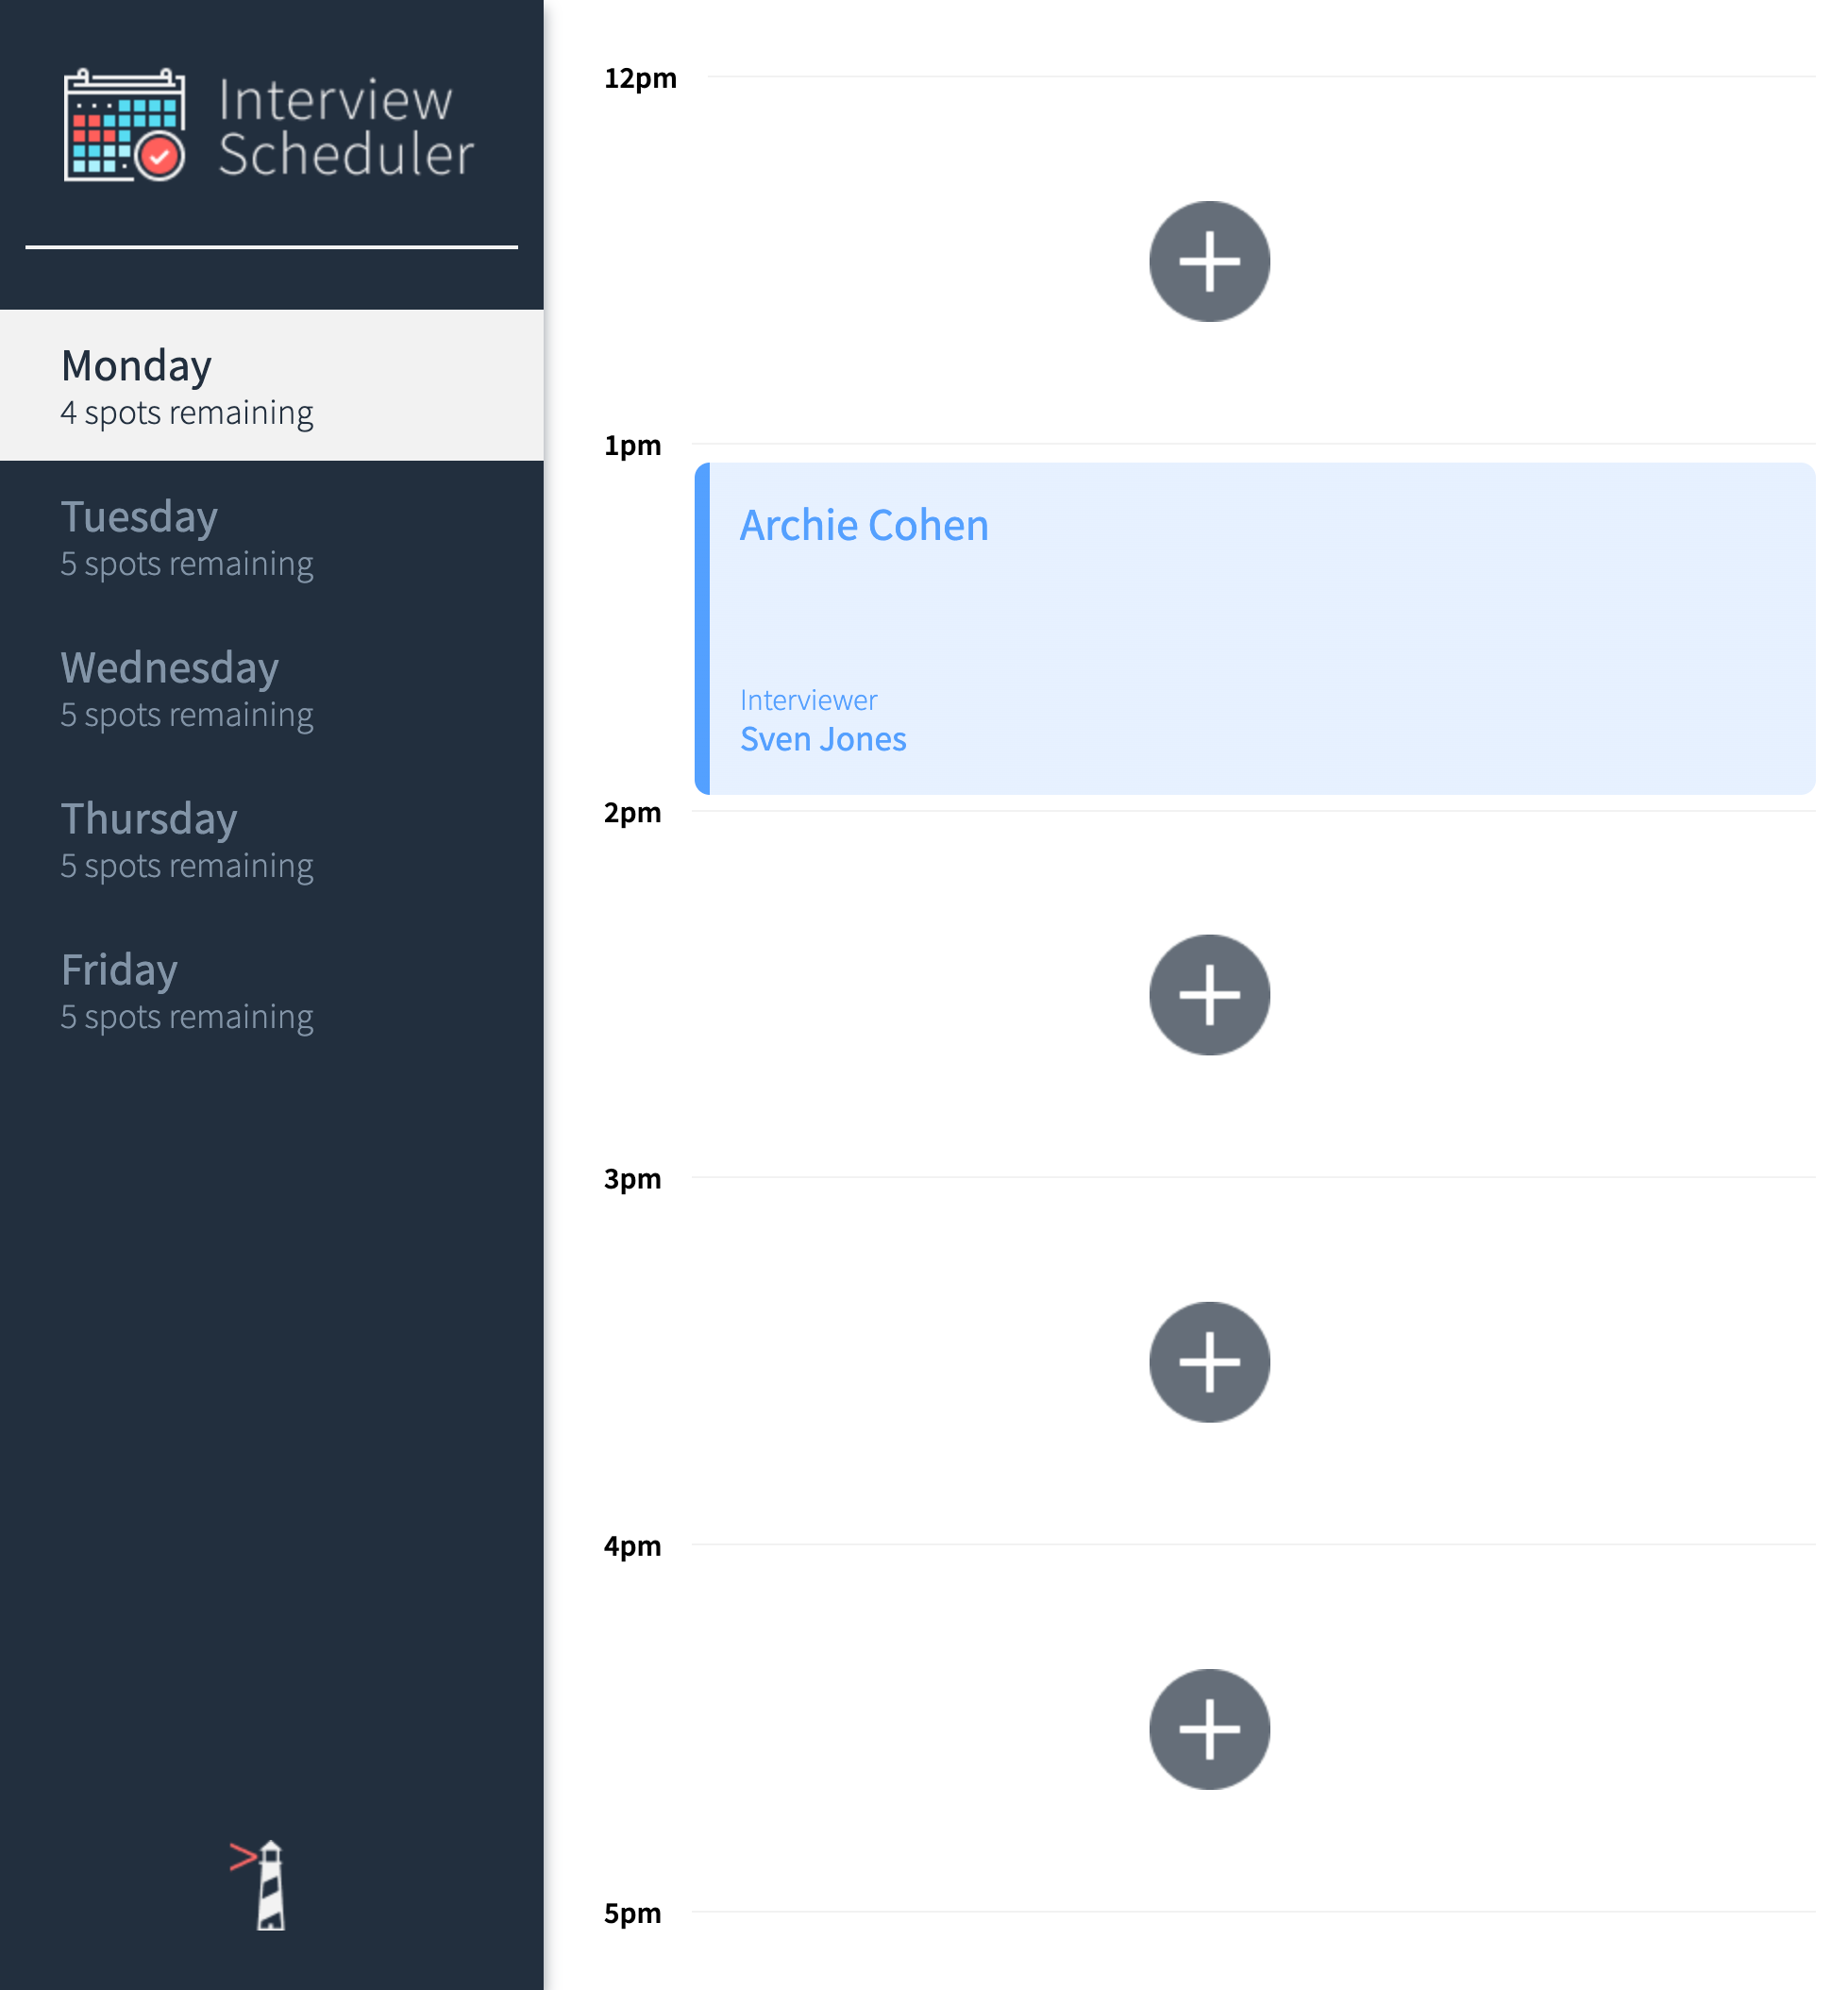 Interview
Scheduler
Monday
4 spots remaining
Tuesday
5 spots remaining
Wednesday
5 spots remaining
Thursday
5 spots remaining
Friday
5 spots remaining
12pm
1pm
Archie Cohen
Interviewer
Sven Jones
2pm
3pm
4pm
5pm